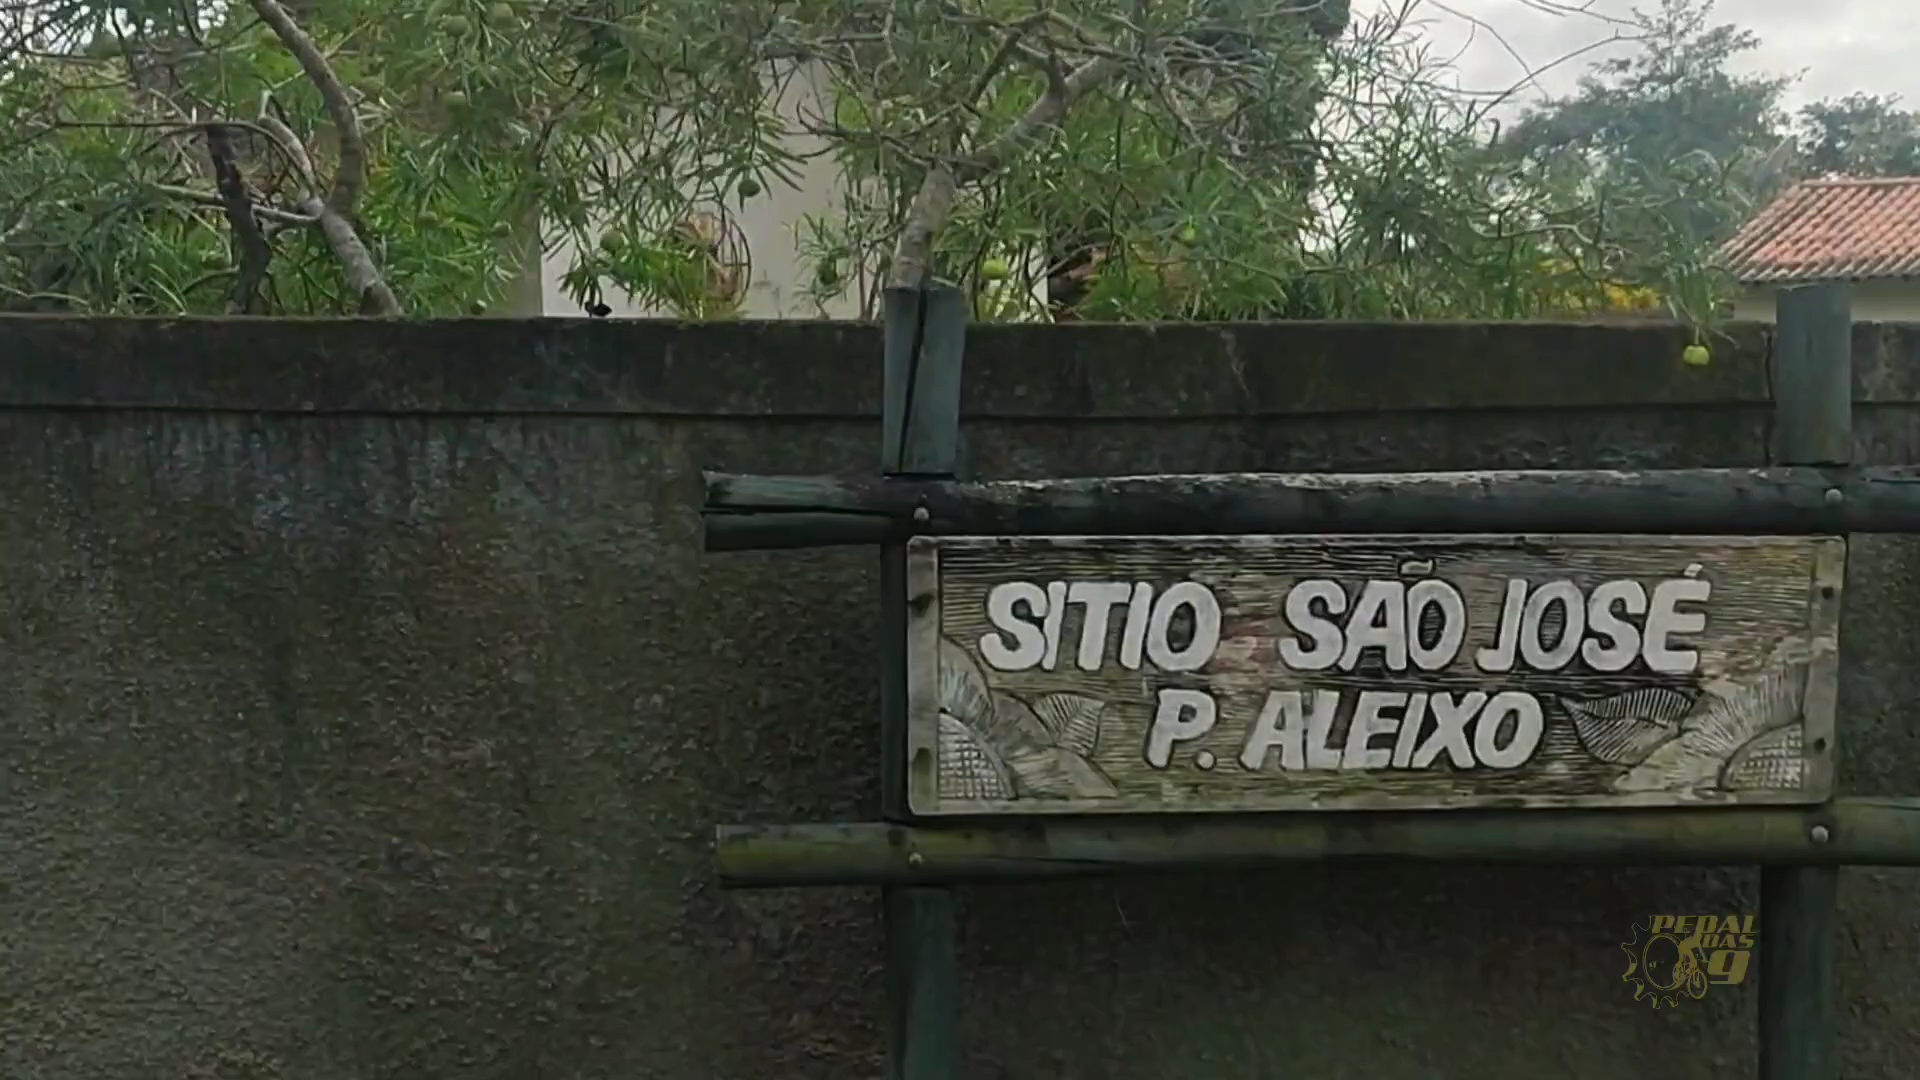 SITIO SÃO JOSÉ
P. ALEIXO
PEDAL
DAS
9